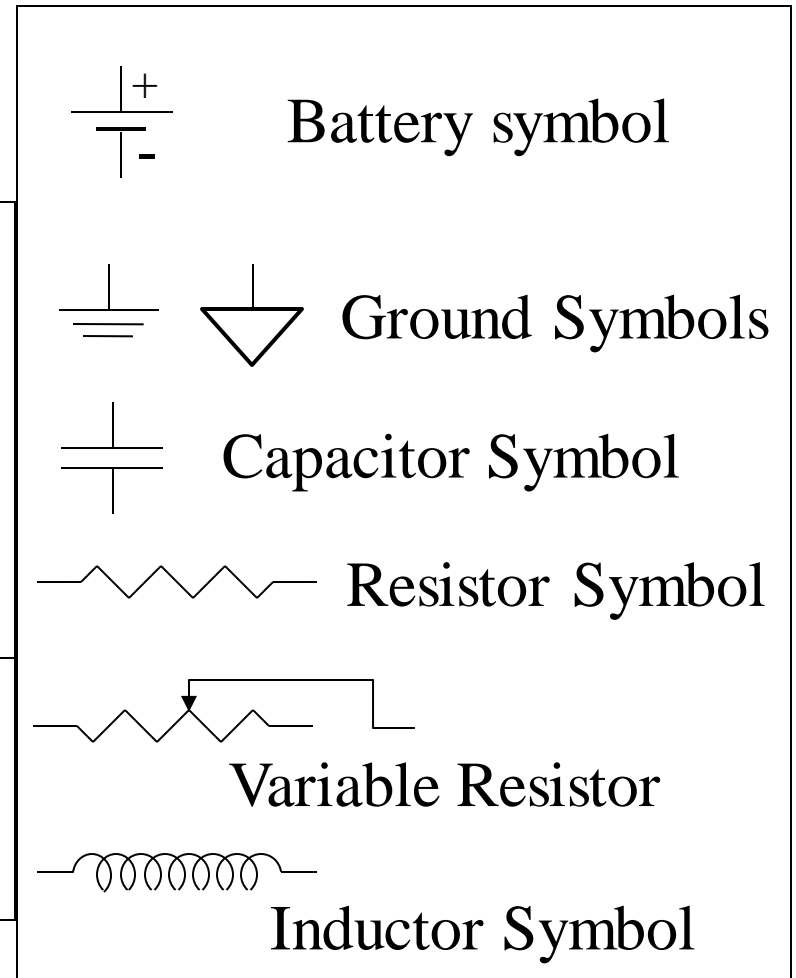 +
Battery symbol
-
Ground Symbols
Capacitor Symbol
Resistor Symbol
Variable Resistor
Inductor Symbol